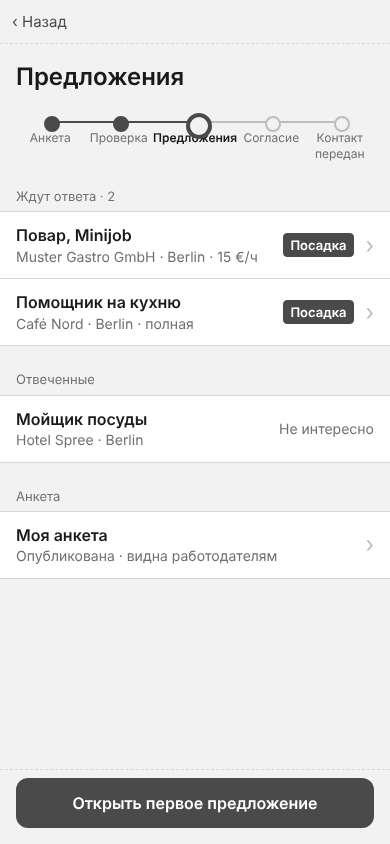 ‹ Назад
Предложения
Анкета Проверка Предложения Согласие Контакт передан
Ждут ответа · 2
Повар, Minijob
Muster Gastro GmbH · Berlin · 15 €/ч
Посадка
Помощник на кухню
Café Nord · Berlin · полная
Посадка
Отвеченные
Мойщик посуды
Hotel Spree · Berlin
Не интересно
Анкета
Моя анкета
Опубликована · видна работодателям
Открыть первое предложение